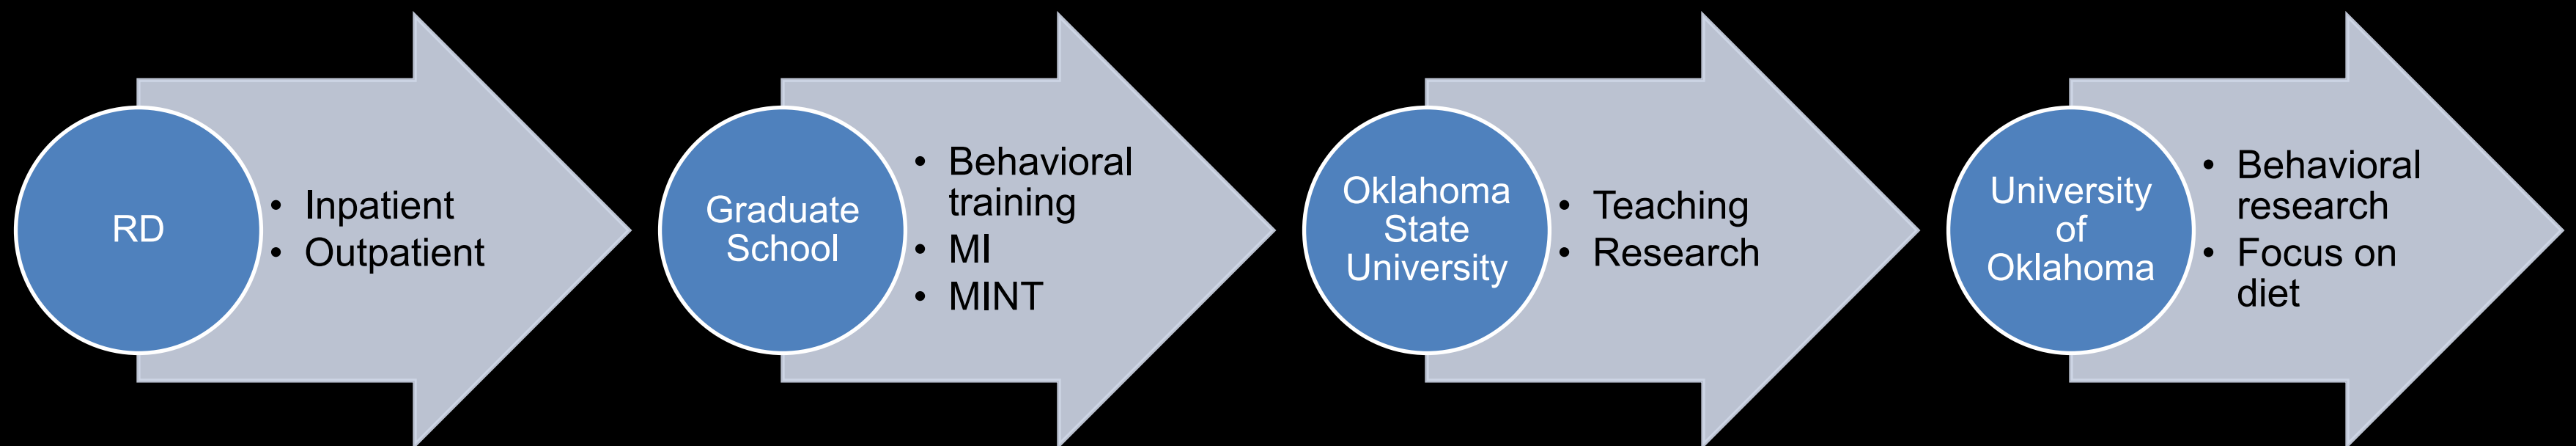 RD
• Inpatient
• Outpatient
Graduate
School
• Behavioral
training
• MI
• MINT
Oklahoma
State
University
• Teaching
• Research
University
of
Oklahoma
• Behavioral
research
• Focus on
diet